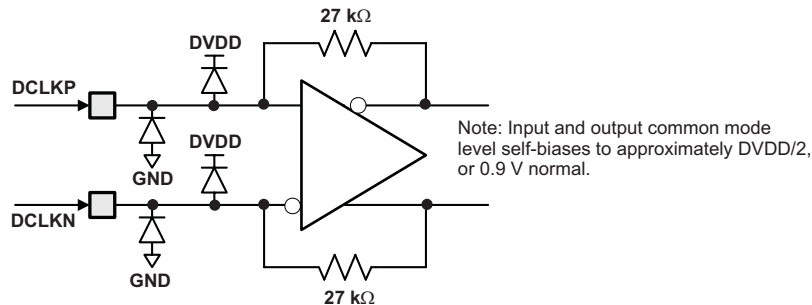 27 kΩ
DVDD
DCLKP
GND
DVDD
Note: Input and output common mode
level self-biases to approximately DVDD/2,
or 0.9 V normal.
DCLKN
GND
27 kΩ